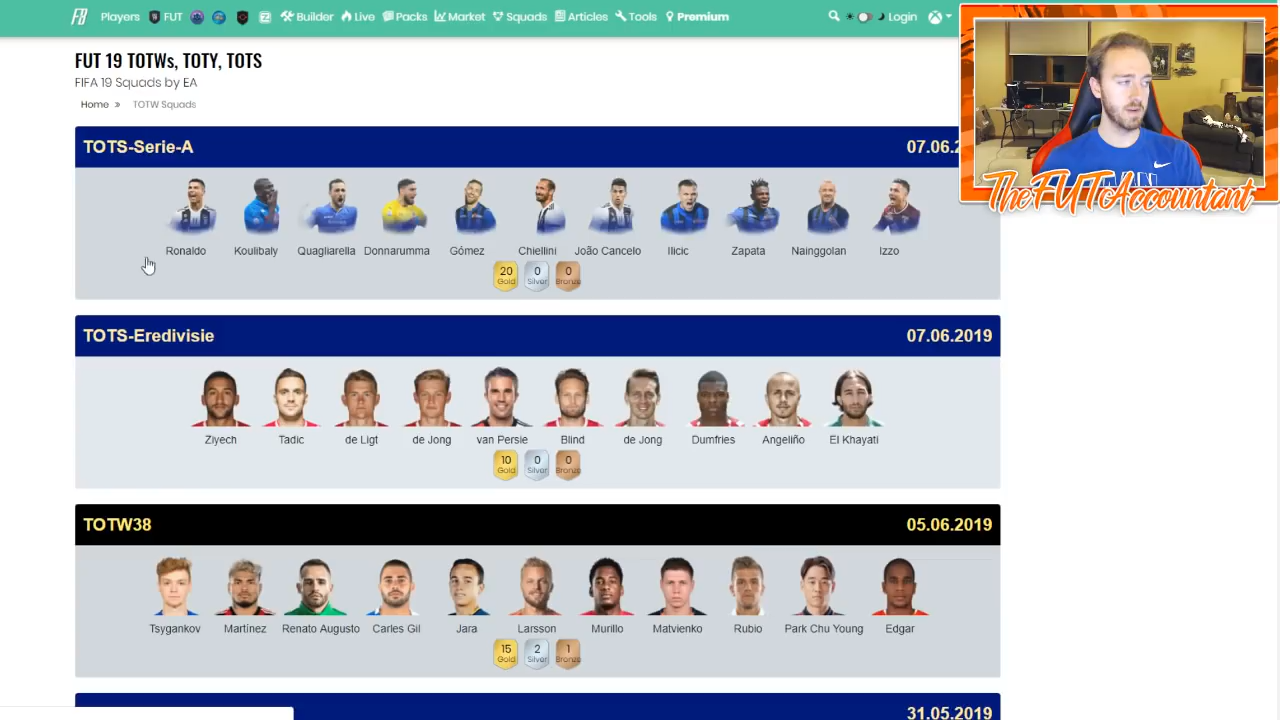 FB Players FUT Builder Live Packs Market Squads Articles Tools Premium Login
FUT 19 TOTWs, TOTY, TOTS
FIFA 19 Squads by EA
Home » TOTW Squads
TheFUTAccountant
TOTS-Serie-A 07.06.2
Ronaldo Koulibaly Quagliarella Donnarumma Gómez Chiellini João Cancelo Ilicic Zapata Nainggolan Izzo
20 0 0
Gold Silver Bronze
TOTS-Eredivisie 07.06.2019
Ziyech Tadic de Ligt de Jong van Persie Blind de Jong Dumfries Angeliño El Khayati
10 0 0
Gold Silver Bronze
TOTW38 05.06.2019
Tsygankov Martínez Renato Augusto Carles Gil Jara Larsson Murillo Matvienko Rubio Park Chu Young Edgar
15 2 1
Gold Silver Bronze
31.05.2019